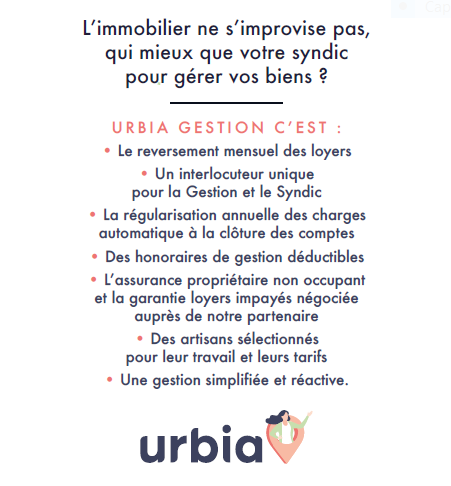 L'immobilier ne s'improvise pas,
qui mieux que votre syndic
pour gérer vos biens ?
URBIA GESTION C'EST :
• Le reversement mensuel des loyers
• Un interlocuteur unique
pour la Gestion et le Syndic
• La régularisation annuelle des charges
automatique à la clôture des comptes
• Des honoraires de gestion déductibles
• L'assurance propriétaire non occupant
et la garantie loyers impayés négociée
auprès de notre partenaire
• Des artisans sélectionnés
pour leur travail et leurs tarifs
• Une gestion simplifiée et réactive.
urbia